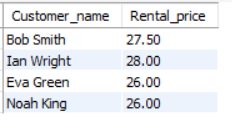 Customer_name Rental_price
Bob Smith 27.50
Ian Wright 28.00
Eva Green 26.00
Noah King 26.00